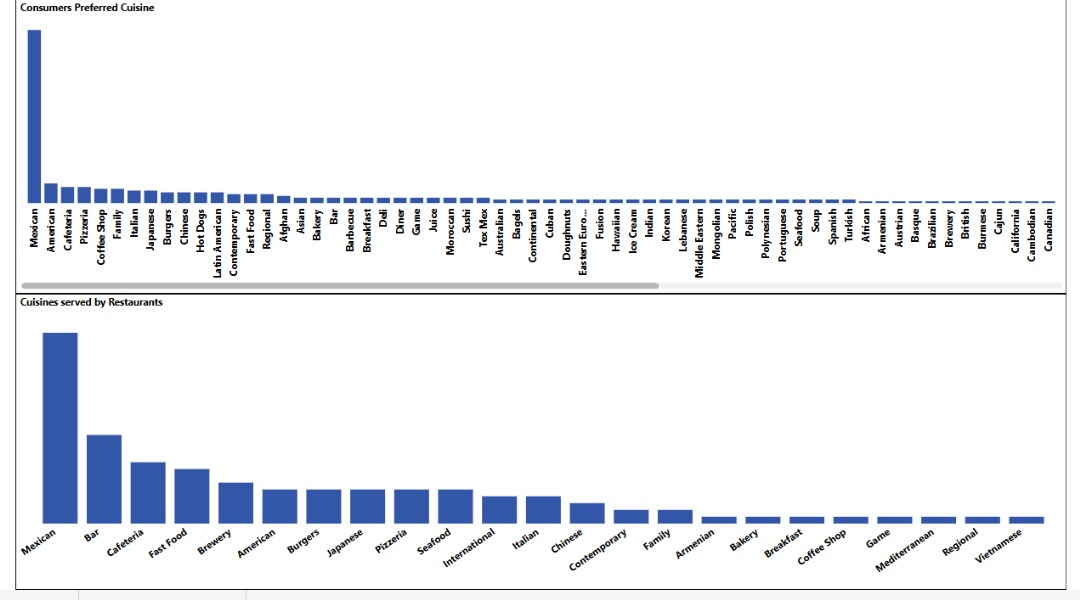 Consumers Preferred Cuisine
Mexican
American
Cafeteria
Pizzeria
Coffee Shop
Family
Italian
Japanese
Burgers
Chinese
Hot Dogs
Latin American
Contemporary
Fast Food
Regional
Afghan
Asian
Bakery
Bar
Barbecue
Breakfast
Deli
Diner
Game
Juice
Moroccan
Sushi
Tex Mex
Australian
Bagels
Continental
Cuban
Doughnuts
Eastern Euro...
Fusion
Hawaiian
Ice Cream
Indian
Korean
Lebanese
Middle Eastern
Mongolian
Pacific
Polish
Polynesian
Portuguese
Seafood
Soup
Spanish
Turkish
African
Armenian
Austrian
Basque
Brazilian
Brewery
British
Burmese
Cajun
California
Cambodian
Canadian
Cuisines served by Restaurants
Mexican
Bar
Cafeteria
Fast Food
Brewery
American
Burgers
Japanese
Pizzeria
Seafood
International
Italian
Chinese
Contemporary
Family
Armenian
Bakery
Breakfast
Coffee Shop
Game
Mediterranean
Regional
Vietnamese